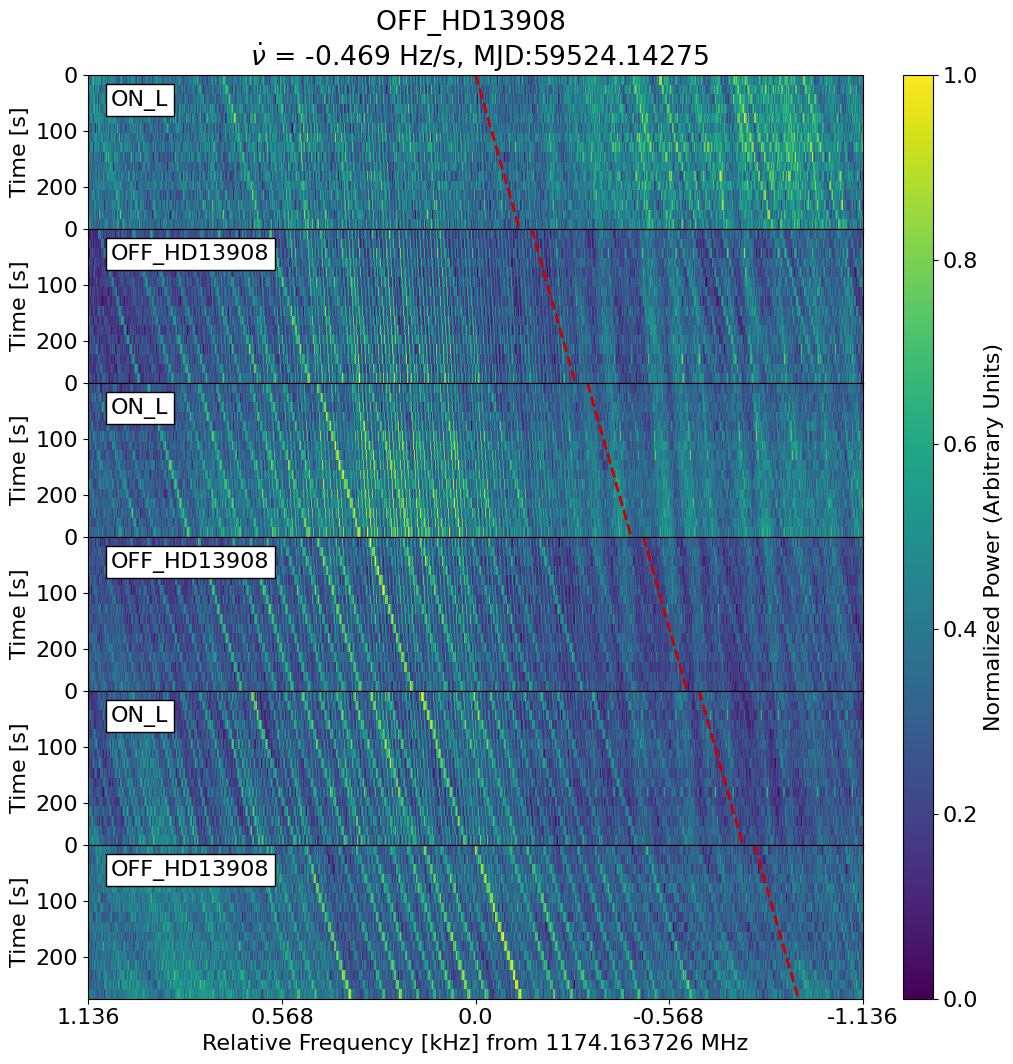 OFF_HD13908
ν̇ = -0.469 Hz/s, MJD:59524.14275
0
100
200
Time [s]
ON_L
0
100
200
Time [s]
OFF_HD13908
0
100
200
Time [s]
ON_L
0
100
200
Time [s]
OFF_HD13908
0
100
200
Time [s]
ON_L
0
100
200
Time [s]
OFF_HD13908
1.136 0.568 0.0 -0.568 -1.136
Relative Frequency [kHz] from 1174.163726 MHz
1.0
0.8
0.6
0.4
0.2
0.0
Normalized Power (Arbitrary Units)